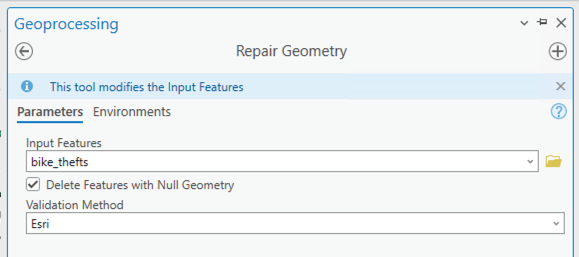 Geoprocessing
Repair Geometry
This tool modifies the Input Features
Parameters Environments
Input Features
bike_thefts
Delete Features with Null Geometry
Validation Method
Esri